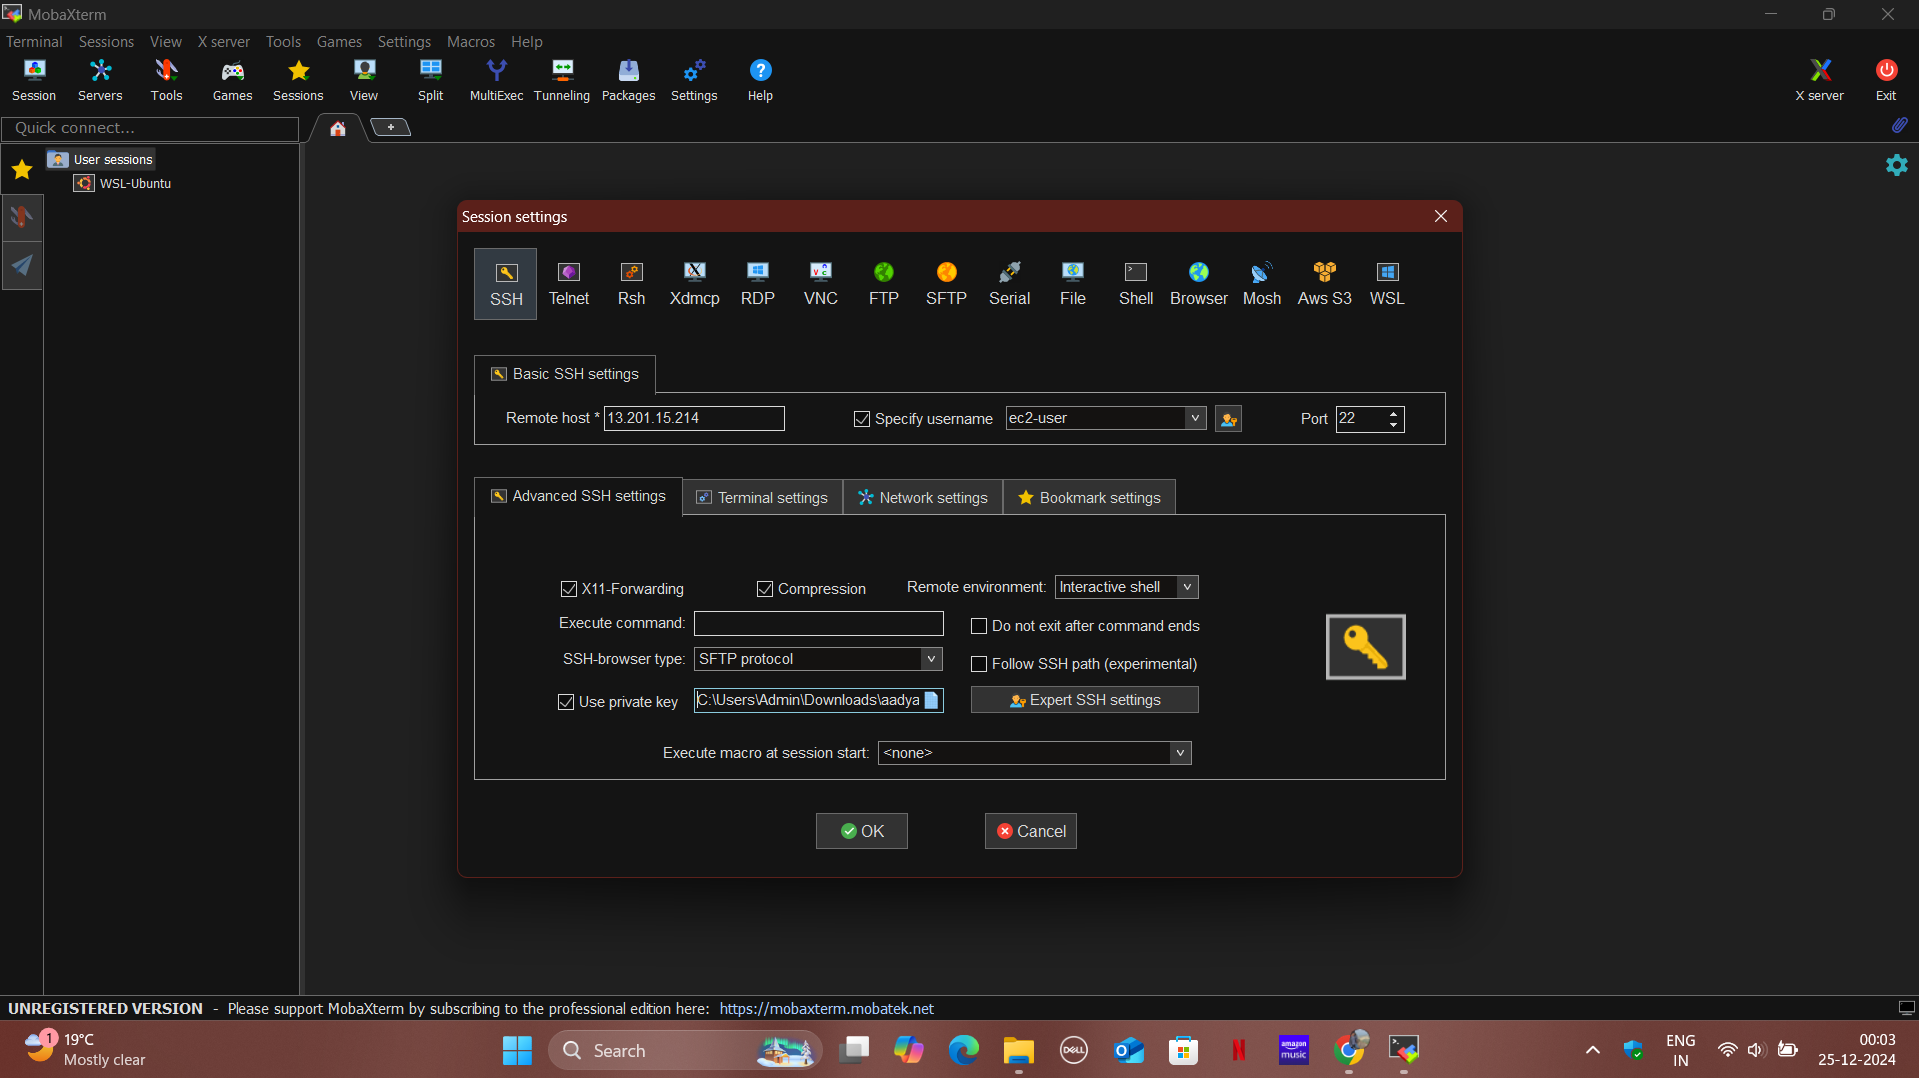 MobaXterm
Terminal Sessions View X server Tools Games Settings Macros Help
Session Servers Tools Games Sessions View Split MultiExec Tunneling Packages Settings Help X server Exit
Quick connect...
User sessions
WSL-Ubuntu
Session settings
SSH Telnet Rsh Xdmcp RDP VNC FTP SFTP Serial File Shell Browser Mosh Aws S3 WSL
Basic SSH settings
Remote host * 13.201.15.214 Specify username ec2-user Port 22
Advanced SSH settings Terminal settings Network settings Bookmark settings
X11-Forwarding Compression Remote environment: Interactive shell
Execute command: Do not exit after command ends
SSH-browser type: SFTP protocol Follow SSH path (experimental)
Use private key C:\Users\Admin\Downloads\aadya Expert SSH settings
Execute macro at session start: <none>
OK Cancel
UNREGISTERED VERSION - Please support MobaXterm by subscribing to the professional edition here: https://mobaxterm.mobatek.net
1 19°C
Mostly clear
Search
DELL
amazon music
N
ENG
IN
00:03
25-12-2024